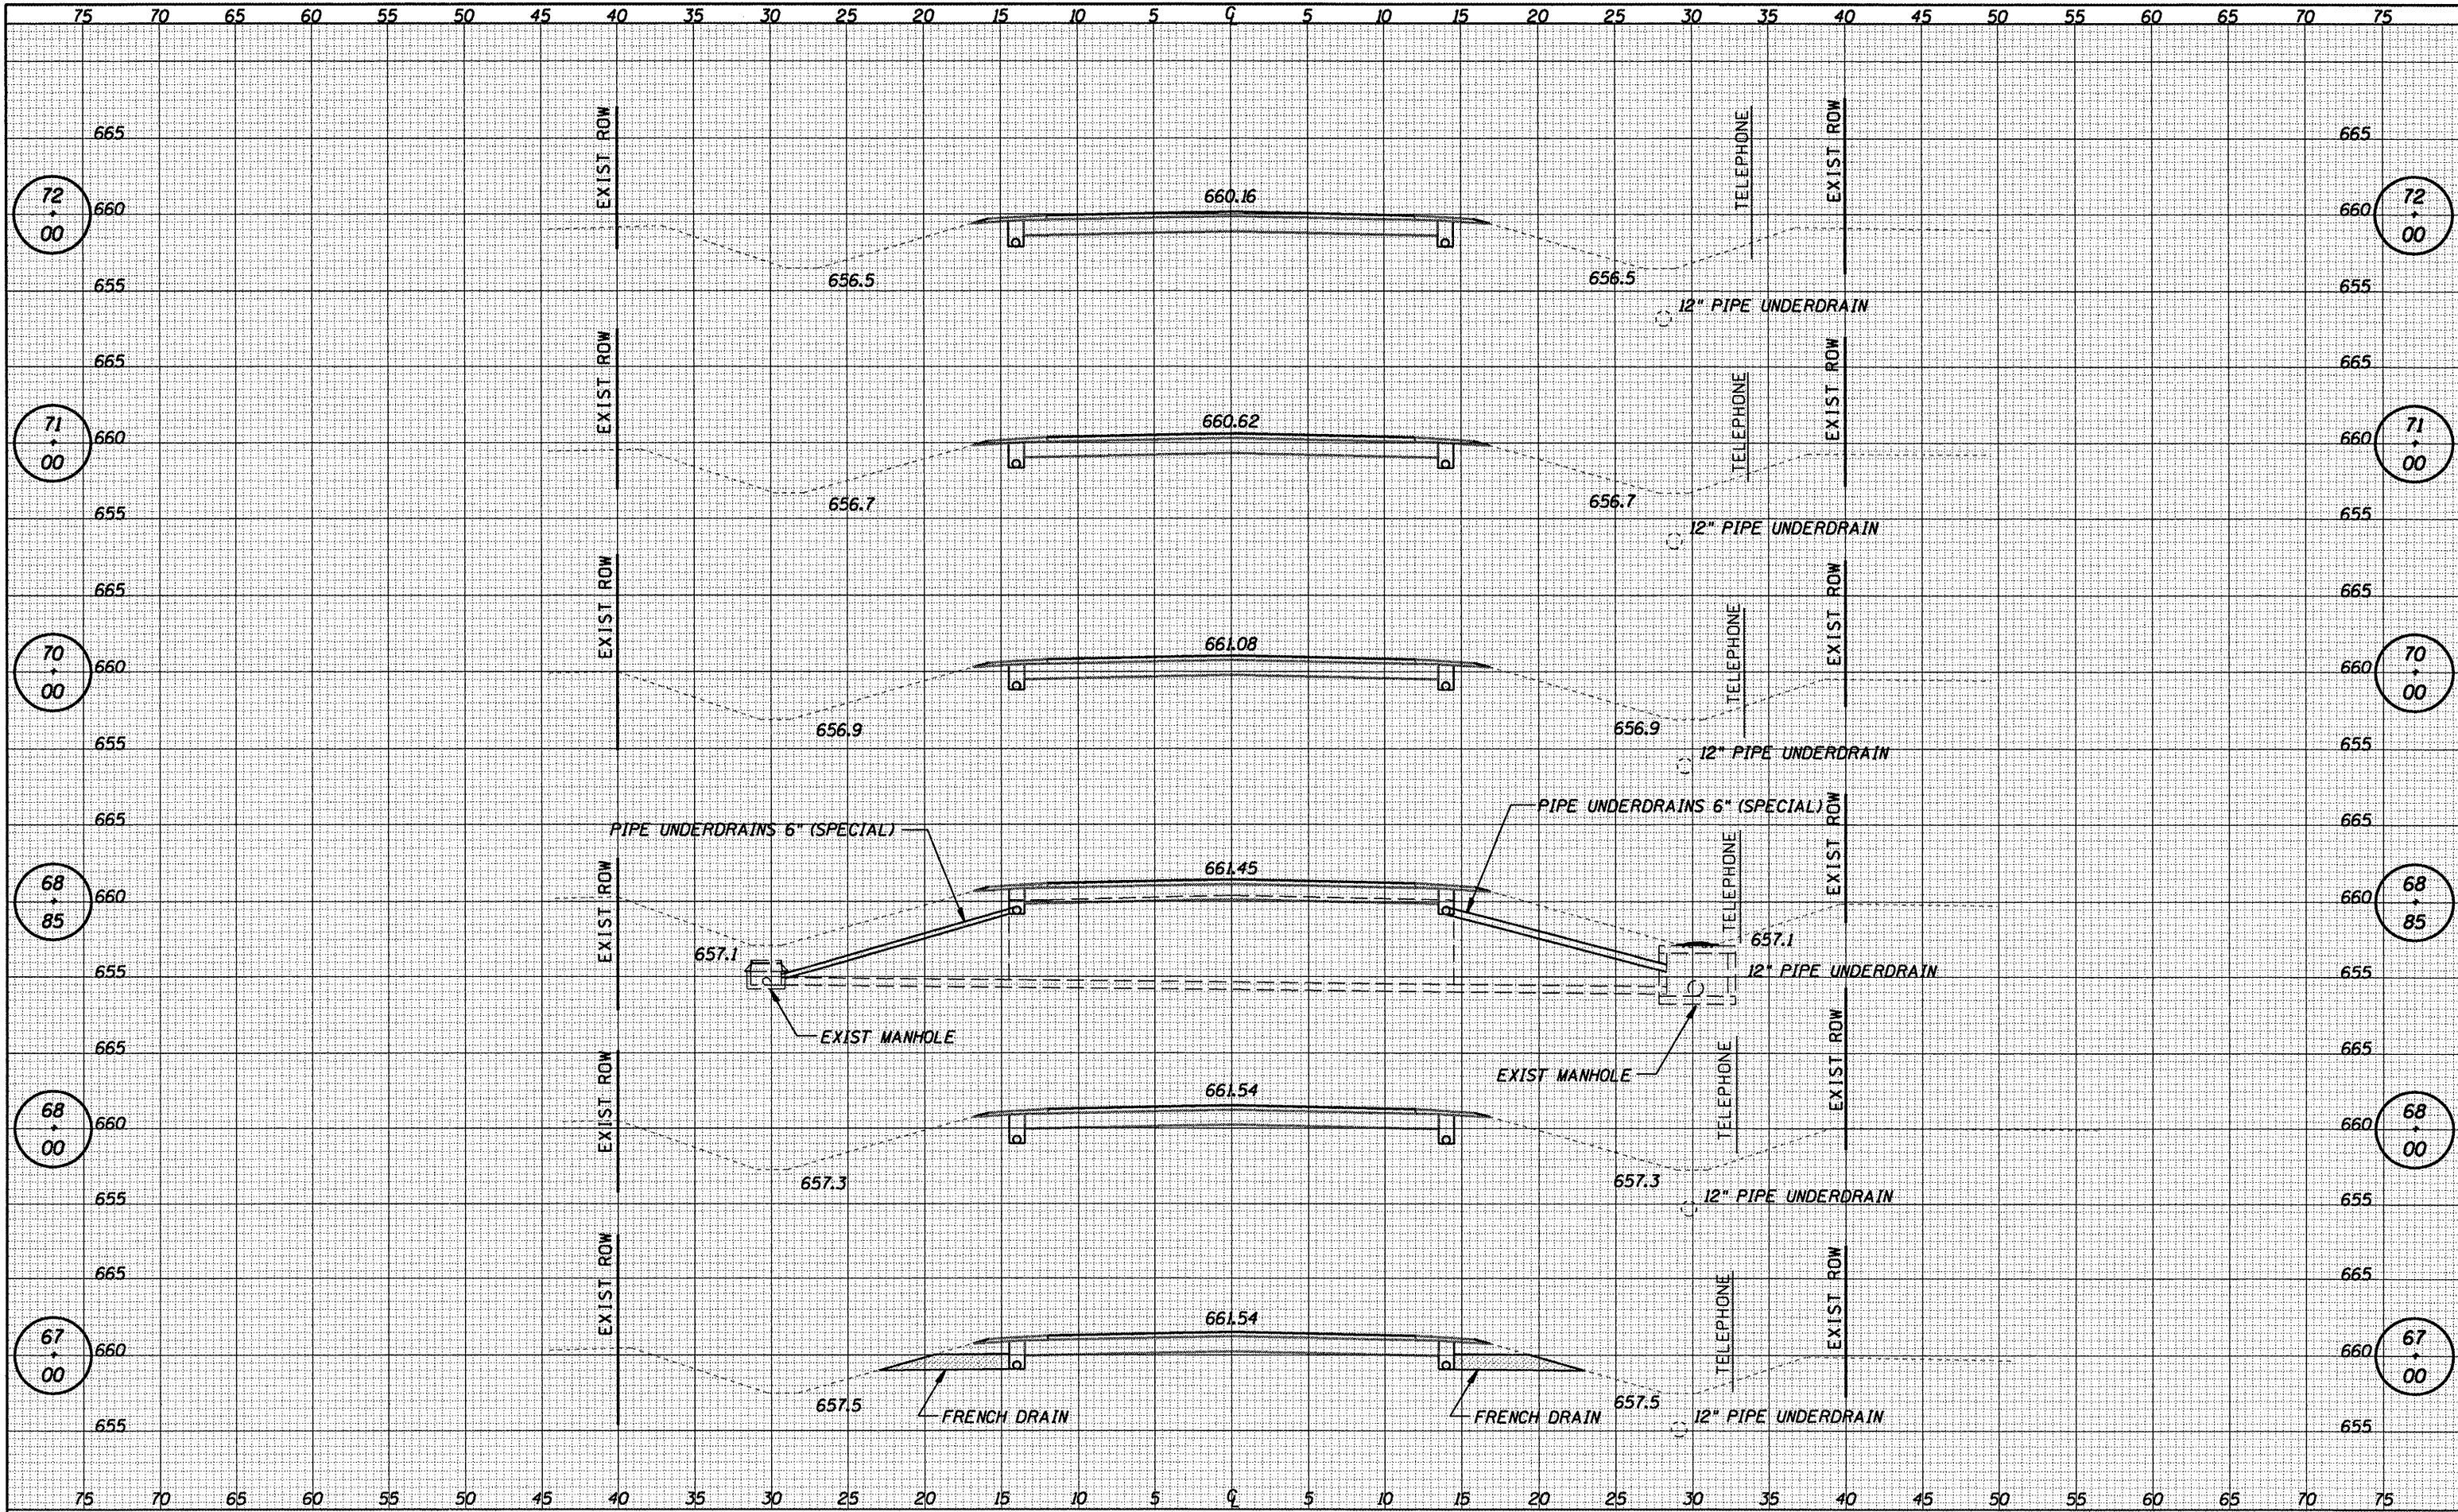 75 70 65 60 55 50 45 40 35 30 25 20 15 10 5 ℄ 5 10 15 20 25 30 35 40 45 50 55 60 65 70 75
EXIST ROW
TELEPHONE
EXIST ROW
665 665
72 + 00 660 660.16 660 72 + 00
656.5 656.5
655 655
12" PIPE UNDERDRAIN
EXIST ROW
TELEPHONE
EXIST ROW
665 665
71 + 00 660 660.62 660 71 + 00
656.7 656.7
655 655
12" PIPE UNDERDRAIN
EXIST ROW
TELEPHONE
EXIST ROW
665 665
70 + 00 660 661.08 660 70 + 00
656.9 656.9
655 655
12" PIPE UNDERDRAIN
PIPE UNDERDRAINS 6" (SPECIAL)
PIPE UNDERDRAINS 6" (SPECIAL)
EXIST ROW
TELEPHONE
EXIST ROW
665 665
68 + 85 660 661.45 660 68 + 85
657.1 657.1
655 655
12" PIPE UNDERDRAIN
EXIST MANHOLE
EXIST MANHOLE
EXIST ROW
TELEPHONE
EXIST ROW
665 665
68 + 00 660 661.54 660 68 + 00
657.3 657.3
655 655
12" PIPE UNDERDRAIN
EXIST ROW
TELEPHONE
EXIST ROW
665 665
67 + 00 660 661.54 660 67 + 00
657.5 657.5
FRENCH DRAIN
FRENCH DRAIN
12" PIPE UNDERDRAIN
655 655
75 70 65 60 55 50 45 40 35 30 25 20 15 10 5 ℄ 5 10 15 20 25 30 35 40 45 50 55 60 65 70 75